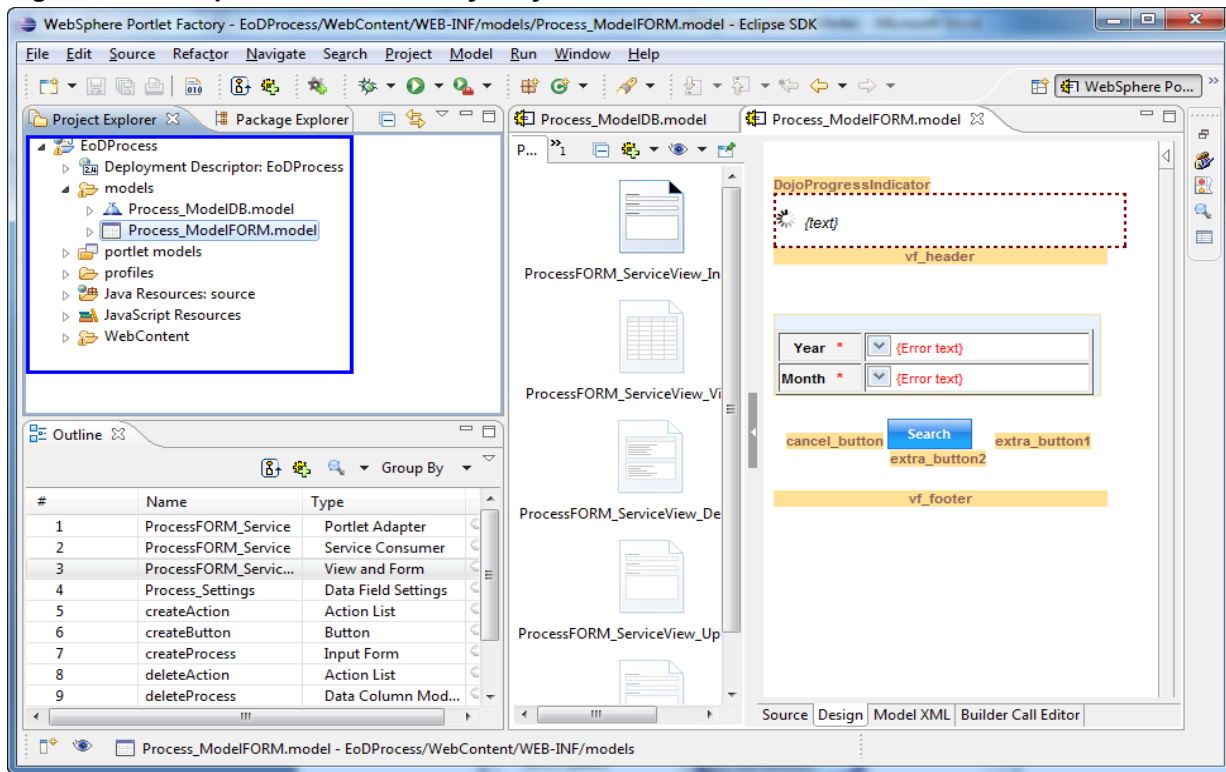 WebSphere Portlet Factory - EoDProcess/WebContent/WEB-INF/models/Process_ModelFORM.model - Eclipse SDK
File Edit Source Refactor Navigate Search Project Model Run Window Help
WebSphere Po...
Project Explorer
Package Explorer
EoDProcess
Deployment Descriptor: EoDProcess
models
Process_ModelDB.model
Process_ModelFORM.model
portlet models
profiles
Java Resources: source
JavaScript Resources
WebContent
Outline
Group By
# Name Type
1 ProcessFORM_Service Portlet Adapter
2 ProcessFORM_Service Service Consumer
3 ProcessFORM_Servic... View and Form
4 Process_Settings Data Field Settings
5 createAction Action List
6 createButton Button
7 createProcess Input Form
8 deleteAction Action List
9 deleteProcess Data Column Mod...
Process_ModelDB.model
Process_ModelFORM.model
P... »1
ProcessFORM_ServiceView_In
ProcessFORM_ServiceView_Vi
ProcessFORM_ServiceView_De
ProcessFORM_ServiceView_Up
DojoProgressIndicator
{text}
vf_header
Year * {Error text}
Month * {Error text}
cancel_button Search extra_button1
extra_button2
vf_footer
Source Design Model XML Builder Call Editor
Process_ModelFORM.model - EoDProcess/WebContent/WEB-INF/models